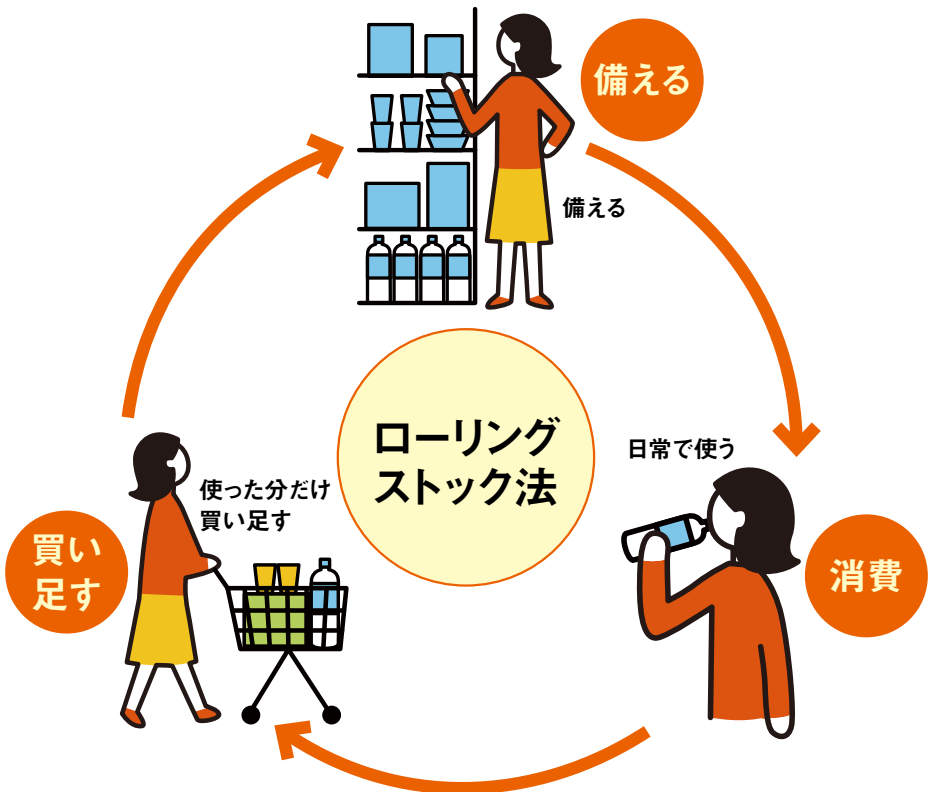 備える
備える
ローリング
ストック法
日常で使う
消費
使った分だけ
買い足す
買い
足す